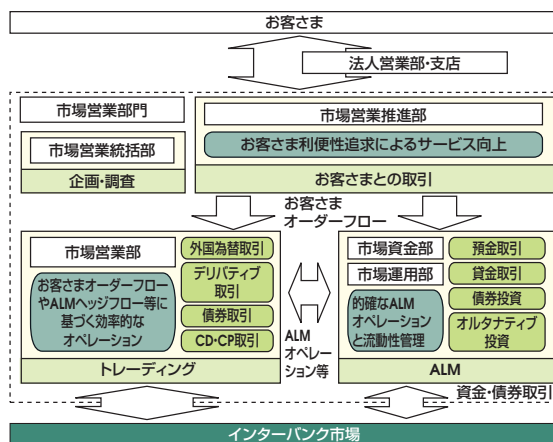 お客さま
法人営業部・支店
市場営業部門
市場営業統括部
企画・調査
市場営業推進部
お客さま利便性追求によるサービス向上
お客さまとの取引
お客さま
オーダーフロー
市場営業部
お客さまオーダーフロー
やALMヘッジフロー等に
基づく効率的な
オペレーション
外国為替取引
デリバティブ
取引
債券取引
CD・CP取引
トレーディング
ALM
オペレー
ション等
市場資金部
市場運用部
的確なALM
オペレーション
と流動性管理
預金取引
貸金取引
債券投資
オルタナティブ
投資
ALM
資金・債券取引
インターバンク市場